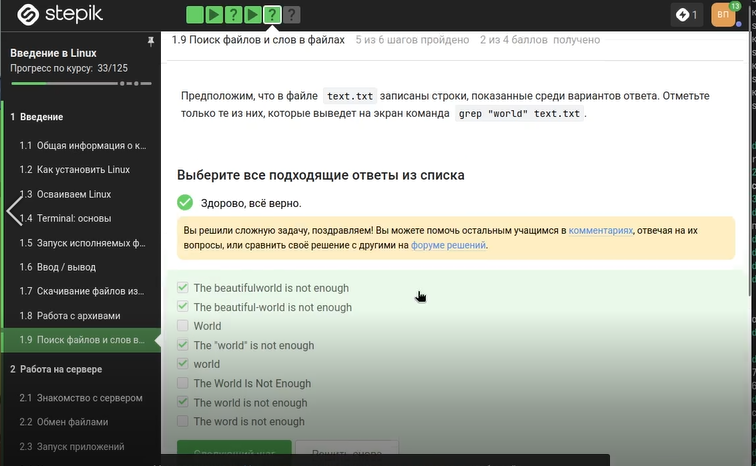 stepik
1
ВП
13
Введение в Linux
Прогресс по курсу: 33/125
1 Введение
1.1 Общая информация о к...
1.2 Как установить Linux
1.3 Осваиваем Linux
1.4 Terminal: основы
1.5 Запуск исполняемых ф...
1.6 Ввод / вывод
1.7 Скачивание файлов из...
1.8 Работа с архивами
1.9 Поиск файлов и слов в...
2 Работа на сервере
2.1 Знакомство с сервером
2.2 Обмен файлами
2.3 Запуск приложений
1.9 Поиск файлов и слов в файлах 5 из 6 шагов пройдено 2 из 4 баллов получено
Предположим, что в файле text.txt записаны строки, показанные среди вариантов ответа. Отметьте
только те из них, которые выведет на экран команда grep "world" text.txt.
Выберите все подходящие ответы из списка
Здорово, всё верно.
Вы решили сложную задачу, поздравляем! Вы можете помочь остальным учащимся в комментариях, отвечая на их
вопросы, или сравнить своё решение с другими на форуме решений.
The beautifulworld is not enough
The beautiful-world is not enough
World
The "world" is not enough
world
The World Is Not Enough
The world is not enough
The word is not enough
Следующий шаг Решить снова